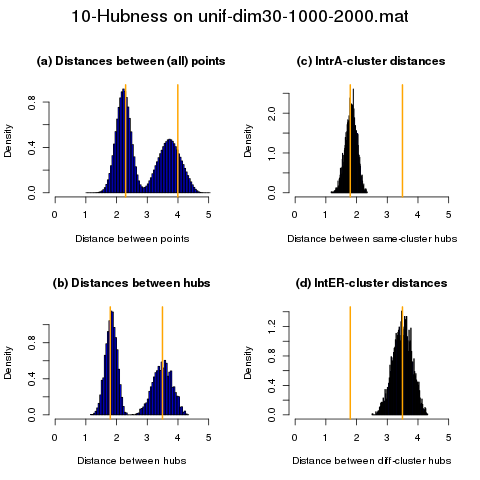 10-Hubness on unif-dim30-1000-2000.mat
(a) Distances between (all) points
Density
0.0 0.4 0.8
0 1 2 3 4 5
Distance between points
(c) IntrA-cluster distances
Density
0.0 1.0 2.0
0 1 2 3 4 5
Distance between same-cluster hubs
(b) Distances between hubs
Density
0.0 0.4 0.8
0 1 2 3 4 5
Distance between hubs
(d) IntER-cluster distances
Density
0.0 0.4 0.8 1.2
0 1 2 3 4 5
Distance between diff-cluster hubs